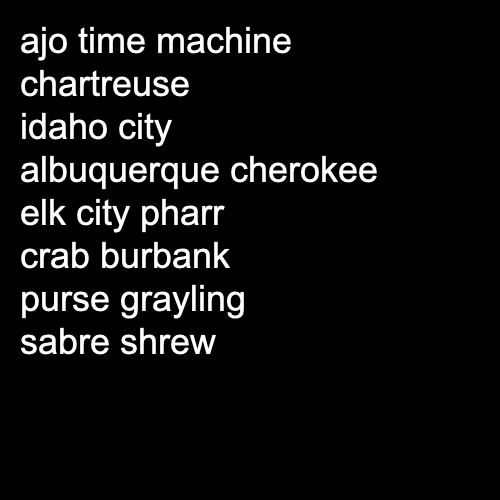 ajo time machine
chartreuse
idaho city
albuquerque cherokee
elk city pharr
crab burbank
purse grayling
sabre shrew